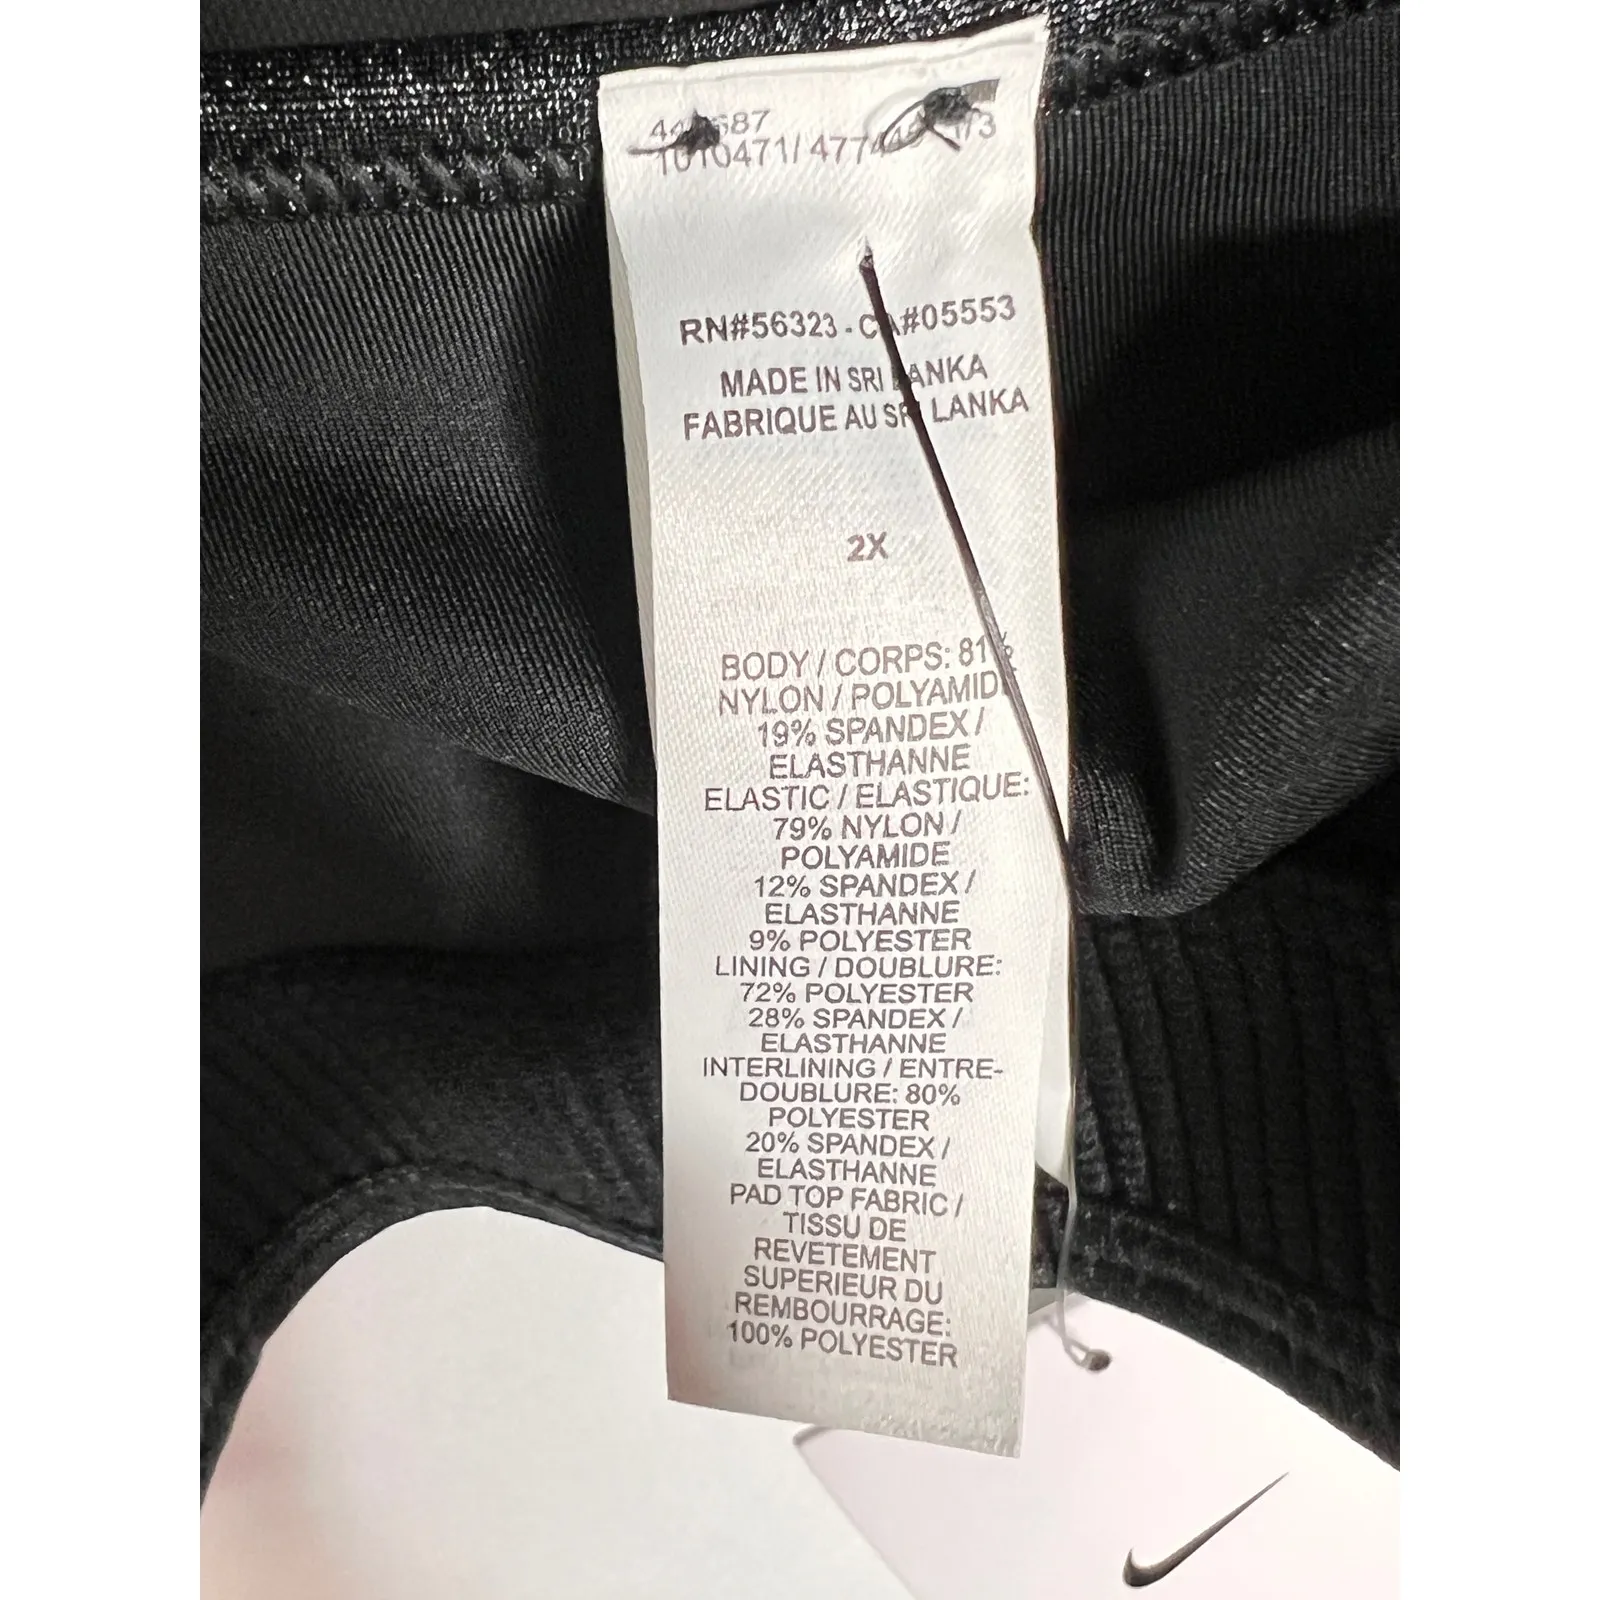 1010471/
RN#56323 - CA#05553
MADE IN SRI LANKA
FABRIQUE AU SRI LANKA
2X
BODY / CORPS: 81%
NYLON / POLYAMIDE
19% SPANDEX /
ELASTHANNE
ELASTIC / ELASTIQUE:
79% NYLON /
POLYAMIDE
12% SPANDEX /
ELASTHANNE
9% POLYESTER
LINING / DOUBLURE:
72% POLYESTER
28% SPANDEX /
ELASTHANNE
INTERLINING / ENTRE-
DOUBLURE: 80%
POLYESTER
20% SPANDEX /
ELASTHANNE
PAD TOP FABRIC /
TISSU DE
REVETEMENT
SUPERIEUR DU
REMBOURRAGE:
100% POLYESTER